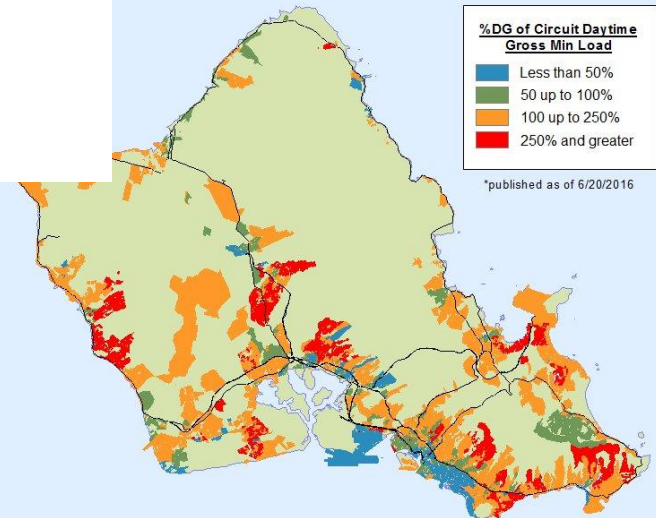 %DG of Circuit Daytime
Gross Min Load
Less than 50%
50 up to 100%
100 up to 250%
250% and greater
*published as of 6/20/2016